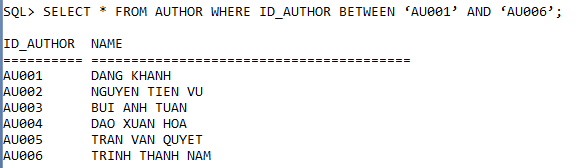 SQL> SELECT * FROM AUTHOR WHERE ID_AUTHOR BETWEEN ‘AU001’ AND ‘AU006’;
ID_AUTHOR  NAME
========== ========================================
AU001      DANG KHANH
AU002      NGUYEN TIEN VU
AU003      BUI ANH TUAN
AU004      DAO XUAN HOA
AU005      TRAN VAN QUYET
AU006      TRINH THANH NAM